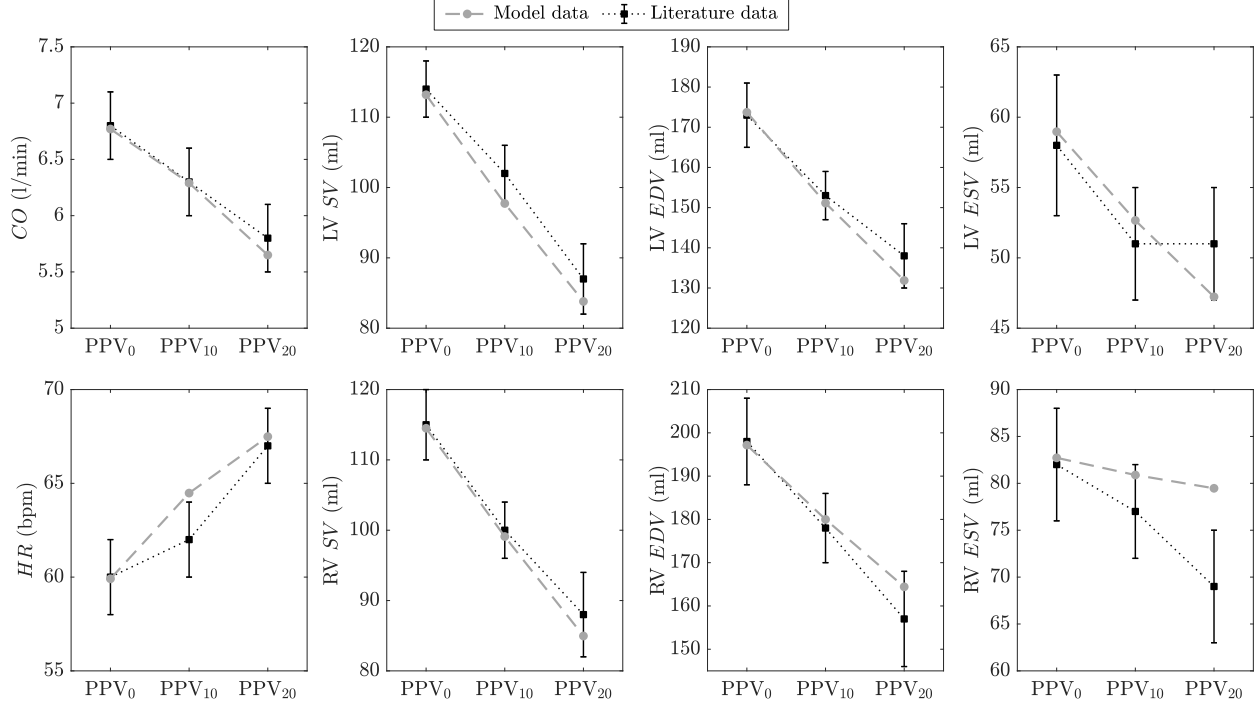 Model data Literature data
CO (l/min)
7.5
7
6.5
6
5.5
5
PPV₀ PPV₁₀ PPV₂₀
LV SV (ml)
120
110
100
90
80
PPV₀ PPV₁₀ PPV₂₀
LV EDV (ml)
190
180
170
160
150
140
130
120
PPV₀ PPV₁₀ PPV₂₀
LV ESV (ml)
65
60
55
50
45
PPV₀ PPV₁₀ PPV₂₀
HR (bpm)
70
65
60
55
PPV₀ PPV₁₀ PPV₂₀
RV SV (ml)
120
110
100
90
80
PPV₀ PPV₁₀ PPV₂₀
RV EDV (ml)
210
200
190
180
170
160
150
PPV₀ PPV₁₀ PPV₂₀
RV ESV (ml)
90
85
80
75
70
65
60
PPV₀ PPV₁₀ PPV₂₀